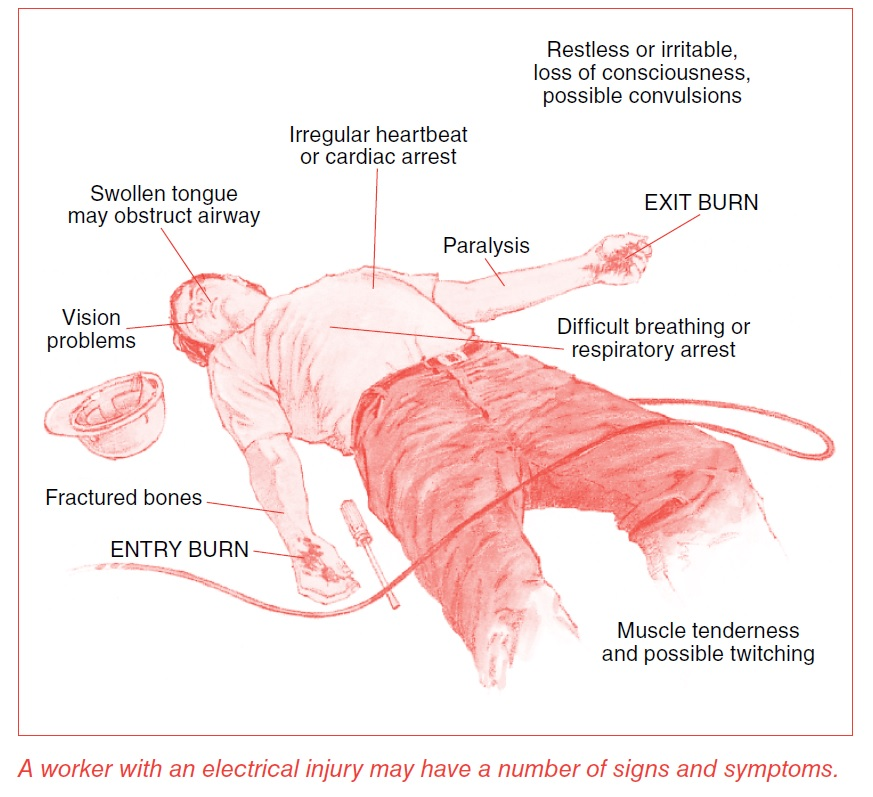 Restless or irritable,
loss of consciousness,
possible convulsions
Irregular heartbeat
or cardiac arrest
Swollen tongue
may obstruct airway
EXIT BURN
Paralysis
Vision
problems
Difficult breathing or
respiratory arrest
Fractured bones
ENTRY BURN
Muscle tenderness
and possible twitching
A worker with an electrical injury may have a number of signs and symptoms.